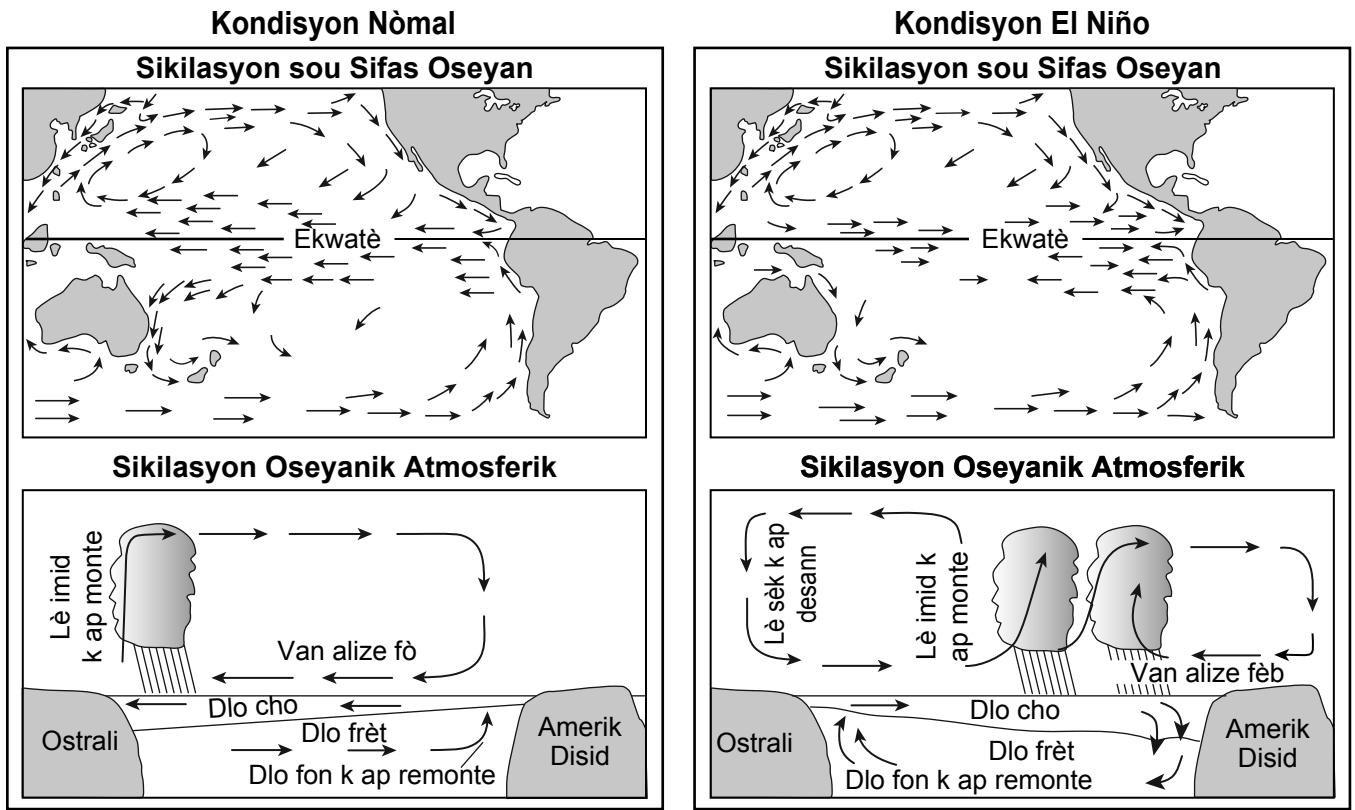 Kondisyon Nòmal
Sikilasyon sou Sifas Oseyan
Ekwatè
Sikilasyon Oseyanik Atmosferik
Lè imid
k ap monte
Van alize fò
Dlo cho
Dlo frèt
Dlo fon k ap remonte
Ostrali
Amerik
Disid
Kondisyon El Niño
Sikilasyon sou Sifas Oseyan
Ekwatè
Sikilasyon Oseyanik Atmosferik
Lè sèk k ap
desann
Lè imid k
ap monte
Van alize fèb
Dlo cho
Dlo frèt
Dlo fon k ap remonte
Ostrali
Amerik
Disid